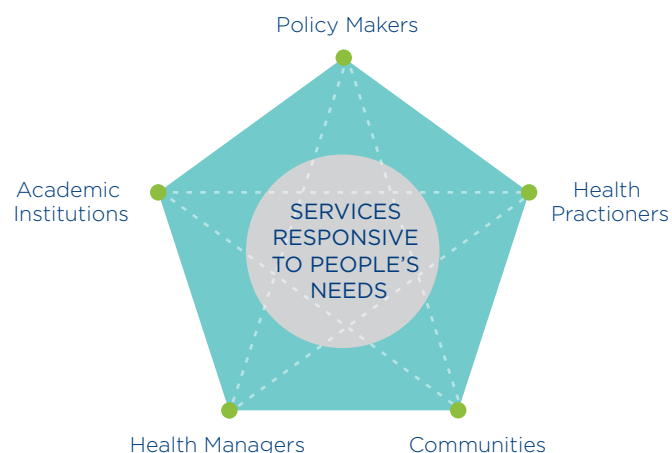 Policy Makers
Academic
Institutions
Health
Practioners
SERVICES
RESPONSIVE
TO PEOPLE'S
NEEDS
Health Managers
Communities